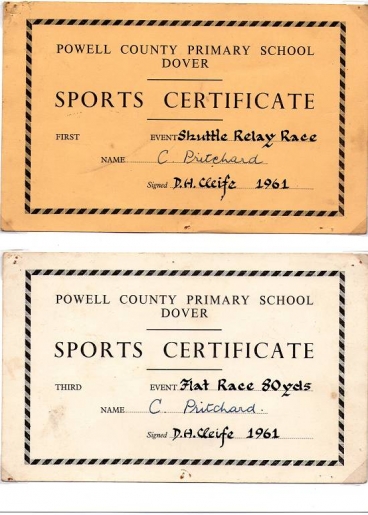 POWELL COUNTY PRIMARY SCHOOL
DOVER
SPORTS CERTIFICATE
FIRST EVENT Shuttle Relay Race
NAME C. Pritchard
Signed D.H. Cleife 1961
POWELL COUNTY PRIMARY SCHOOL
DOVER
SPORTS CERTIFICATE
THIRD EVENT Flat Race 80yds
NAME C. Pritchard.
Signed D.H. Cleife 1961